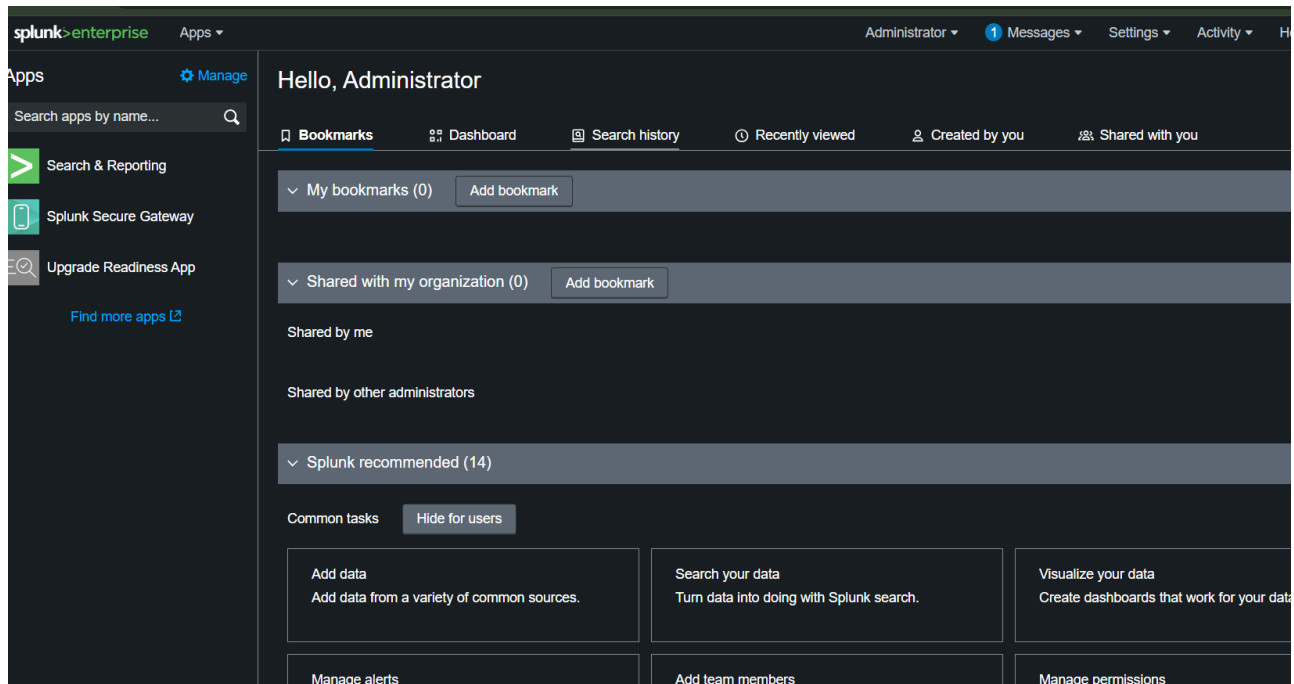 splunk>enterprise Apps Administrator 1 Messages Settings Activity
Apps Manage
Search apps by name...
Search & Reporting
Splunk Secure Gateway
Upgrade Readiness App
Find more apps
Hello, Administrator
Bookmarks Dashboard Search history Recently viewed Created by you Shared with you
My bookmarks (0) Add bookmark
Shared with my organization (0) Add bookmark
Shared by me
Shared by other administrators
Splunk recommended (14)
Common tasks Hide for users
Add data
Add data from a variety of common sources.
Search your data
Turn data into doing with Splunk search.
Visualize your data
Create dashboards that work for your data
Manage alerts
Add team members
Manage permissions